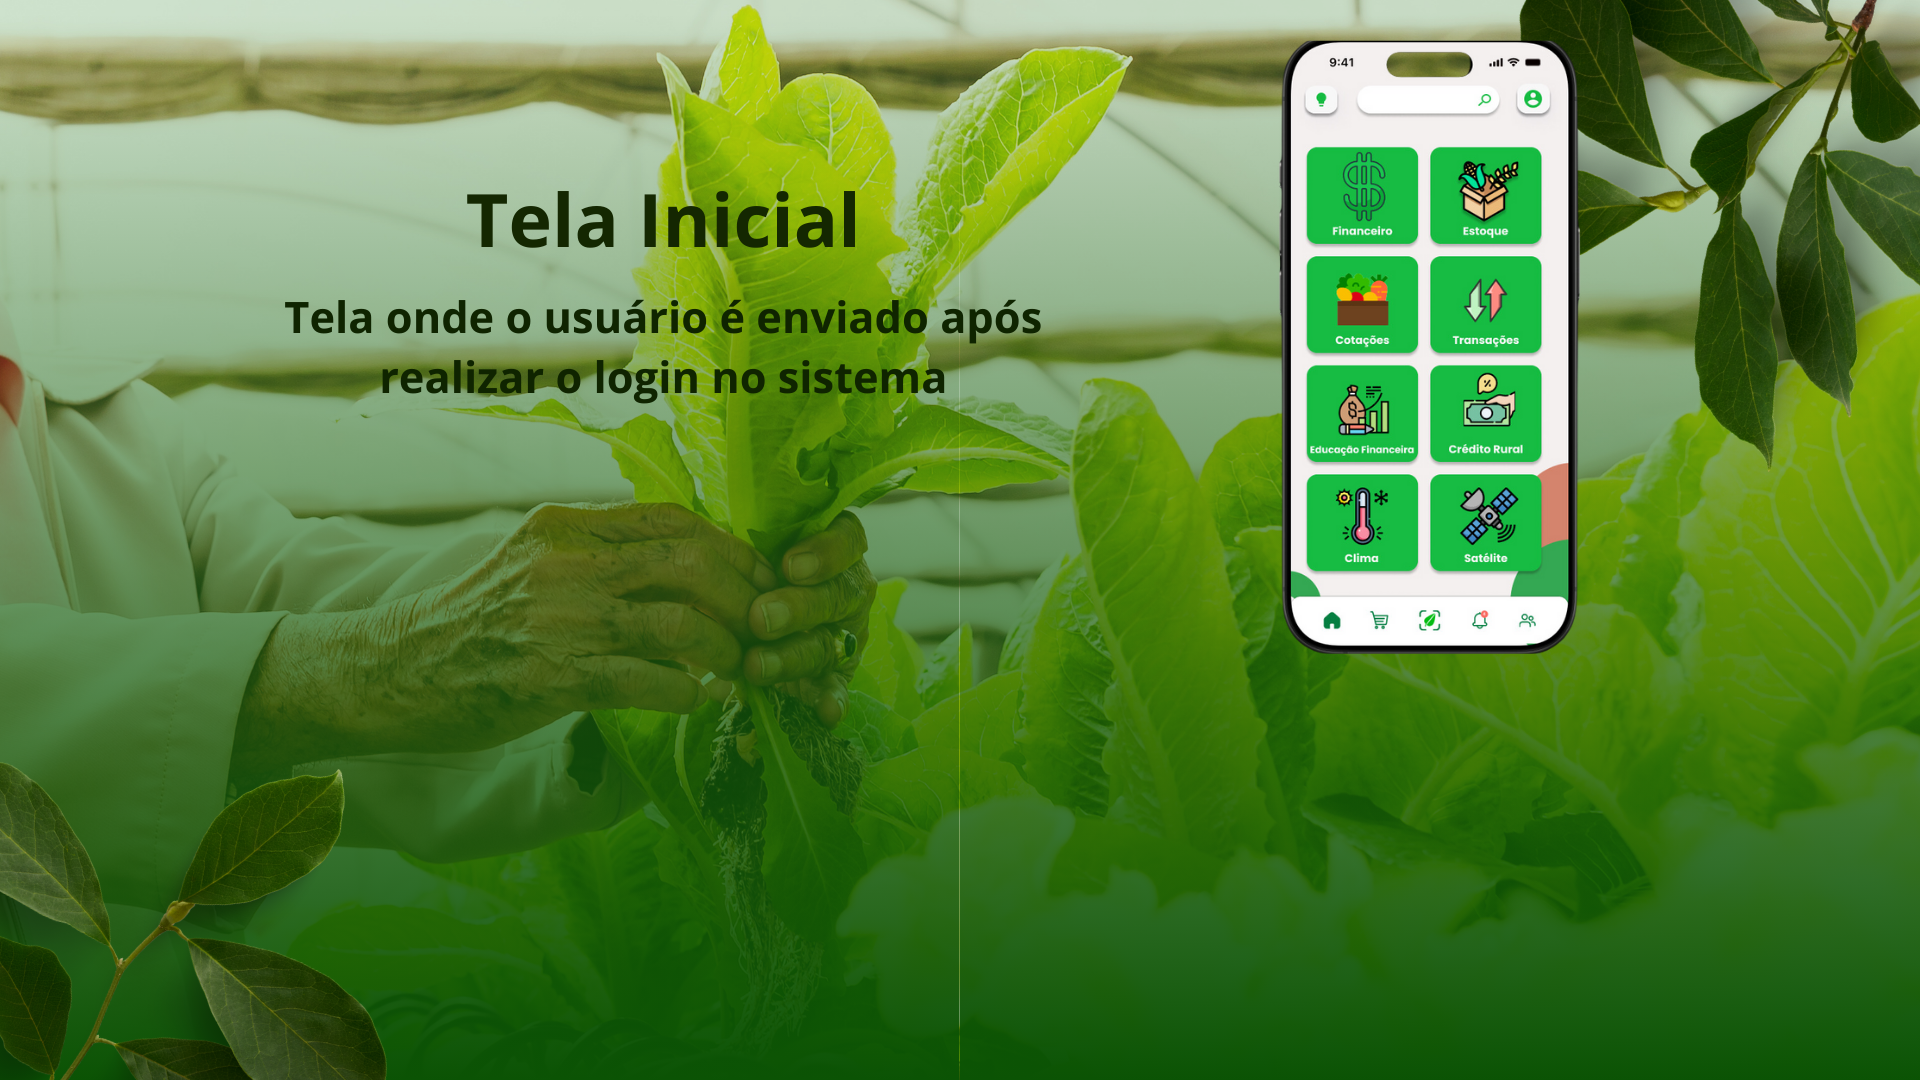 Tela Inicial
Tela onde o usuário é enviado após
realizar o login no sistema
9:41
Financeiro
Estoque
Cotações
Transações
Educação Financeira
Crédito Rural
Clima
Satélite